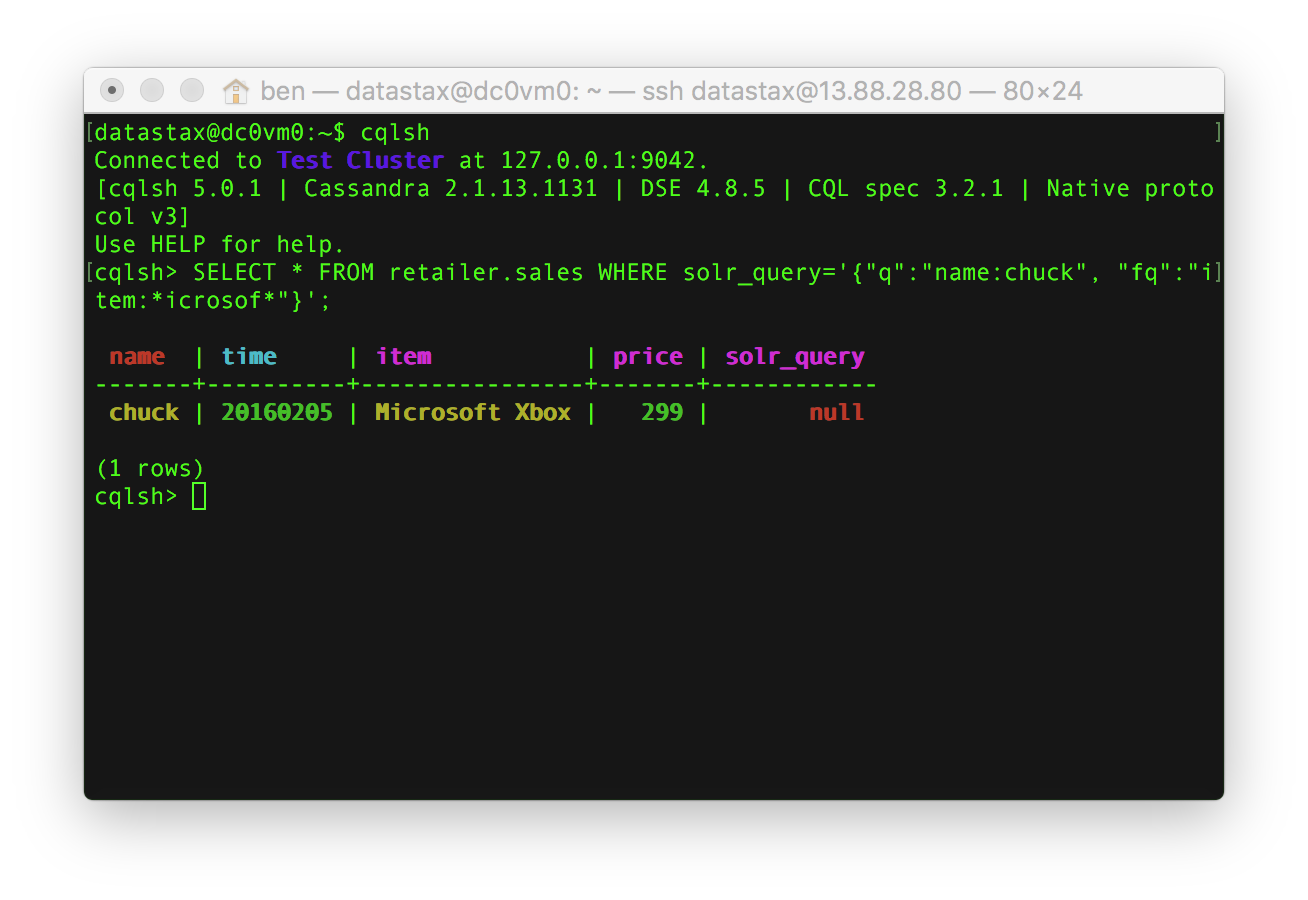 ben — datastax@dc0vm0: ~ — ssh datastax@13.88.28.80 — 80×24
[datastax@dc0vm0:~$ cqlsh ]
Connected to Test Cluster at 127.0.0.1:9042.
[cqlsh 5.0.1 | Cassandra 2.1.13.1131 | DSE 4.8.5 | CQL spec 3.2.1 | Native proto
col v3]
Use HELP for help.
[cqlsh> SELECT * FROM retailer.sales WHERE solr_query='{"q":"name:chuck", "fq":"i]
tem:*icrosof*"}';
 name  | time     | item           | price | solr_query
-------+----------+----------------+-------+------------
 chuck | 20160205 | Microsoft Xbox |   299 |       null
(1 rows)
cqlsh>